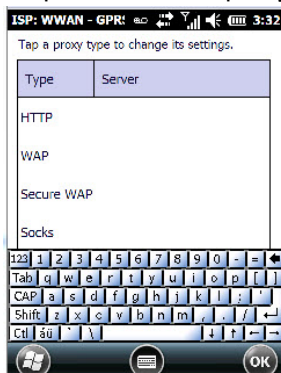 ISP: WWAN - GPR: 3:32
Tap a proxy type to change its settings.
Type Server
HTTP
WAP
Secure WAP
Socks
123 1 2 3 4 5 6 7 8 9 0 - =
Tab q w e r t y u i o p [ ]
CAP a s d f g h j k l ; '
Shift z x c v b n m , . /
Ctl áü ` \
OK